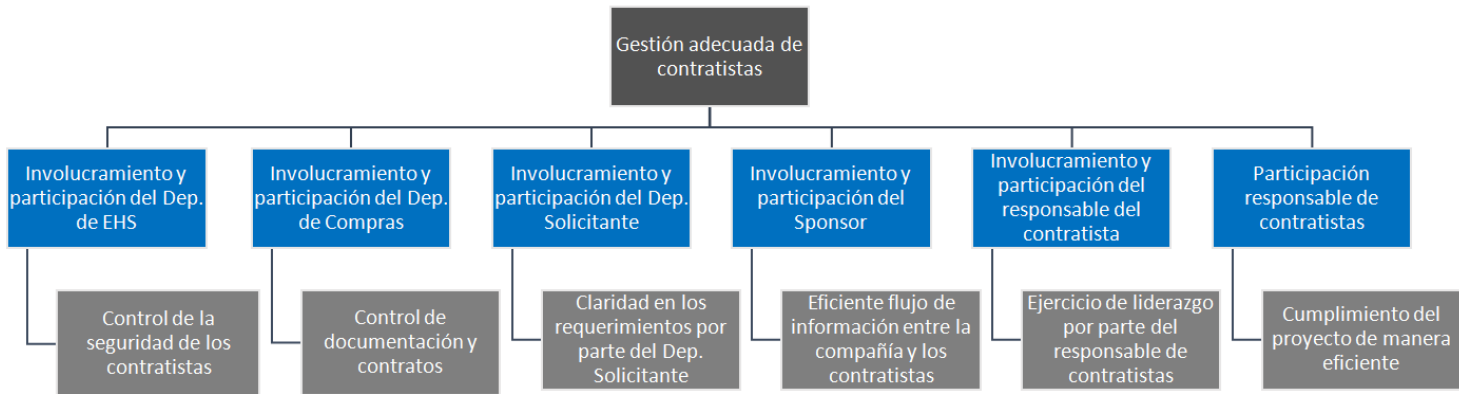 Gestión adecuada de
contratistas
Involucramiento y
participación del Dep.
de EHS
Involucramiento y
participación del Dep.
de Compras
Involucramiento y
participación del Dep.
Solicitante
Involucramiento y
participación del
Sponsor
Involucramiento y
participación del
responsable del
contratista
Participación
responsable de
contratistas
Control de la
seguridad de los
contratistas
Control de
documentación y
contratos
Claridad en los
requerimientos por
parte del Dep.
Solicitante
Eficiente flujo de
información entre la
compañía y los
contratistas
Ejercicio de liderazgo
por parte del
responsable de
contratistas
Cumplimiento del
proyecto de manera
eficiente